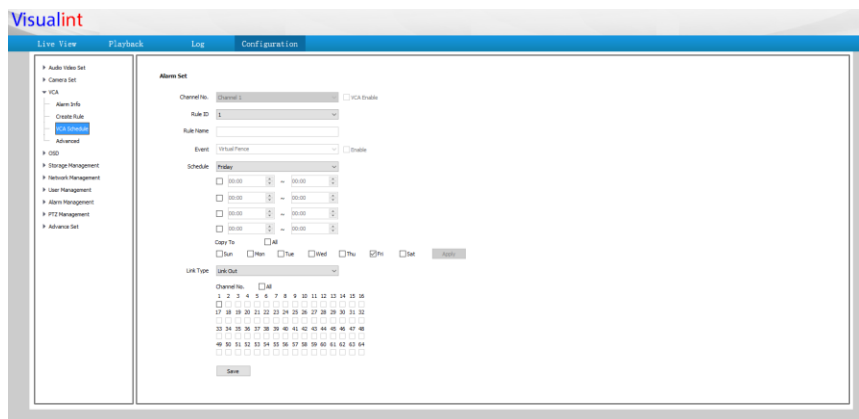 Visualint
Live View Playback Log Configuration
Audio Video Set
Camera Set
VCA
Alarm Info
Create Rule
VCA Schedule
Advanced
OSD
Storage Management
Network Management
User Management
Alarm Management
PTZ Management
Advance Set
Alarm Set
Channel No. Channel 1 VCA Enable
Rule ID 1
Rule Name
Event Virtual Fence Enable
Schedule Friday
00:00 - 00:00
00:00 - 00:00
00:00 - 00:00
00:00 - 00:00
Copy To All
Sun Mon Tue Wed Thu Fri Sat Apply
Link Type Link Out
Channel No. All
1 2 3 4 5 6 7 8 9 10 11 12 13 14 15 16
17 18 19 20 21 22 23 24 25 26 27 28 29 30 31 32
33 34 35 36 37 38 39 40 41 42 43 44 45 46 47 48
49 50 51 52 53 54 55 56 57 58 59 60 61 62 63 64
Save